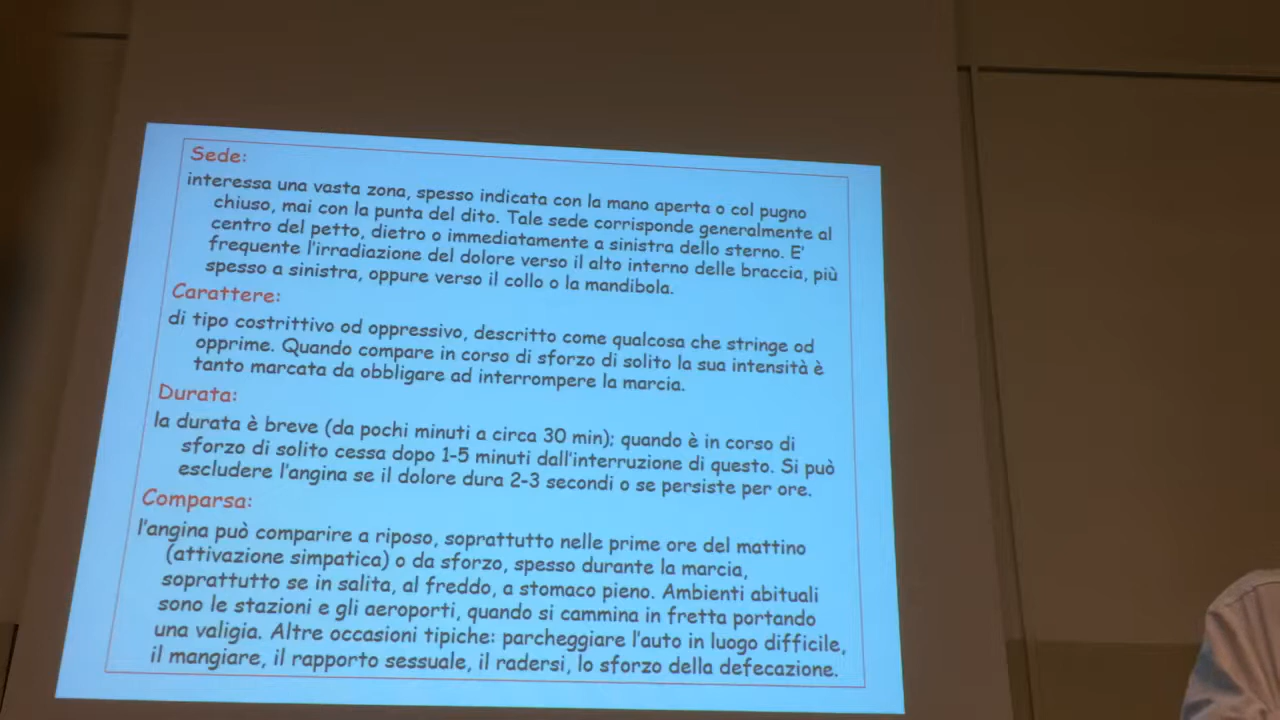 Sede:
interessa una vasta zona, spesso indicata con la mano aperta o col pugno
chiuso, mai con la punta del dito. Tale sede corrisponde generalmente al
centro del petto, dietro o immediatamente a sinistra dello sterno. E'
frequente l'irradiazione del dolore verso il alto interno delle braccia, più
spesso a sinistra, oppure verso il collo o la mandibola.
Carattere:
di tipo costrittivo od oppressivo, descritto come qualcosa che stringe od
opprime. Quando compare in corso di sforzo di solito la sua intensità è
tanto marcata da obbligare ad interrompere la marcia.
Durata:
la durata è breve (da pochi minuti a circa 30 min); quando è in corso di
sforzo di solito cessa dopo 1-5 minuti dall'interruzione di questo. Si può
escludere l'angina se il dolore dura 2-3 secondi o se persiste per ore.
Comparsa:
l'angina può comparire a riposo, soprattutto nelle prime ore del mattino
(attivazione simpatica) o da sforzo, spesso durante la marcia,
soprattutto se in salita, al freddo, a stomaco pieno. Ambienti abituali
sono le stazioni e gli aeroporti, quando si cammina in fretta portando
una valigia. Altre occasioni tipiche: parcheggiare l'auto in luogo difficile,
il mangiare, il rapporto sessuale, il radersi, lo sforzo della defecazione.